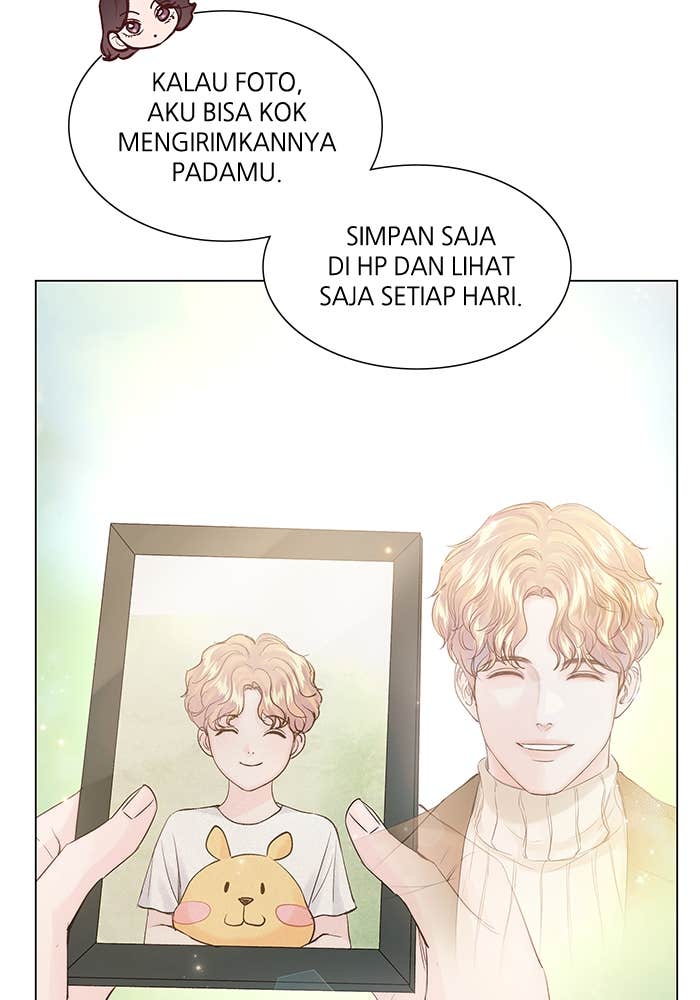 KALAU FOTO,
AKU BISA KOK
MENGIRIMKANNYA
PADAMU.
SIMPAN SAJA
DI HP DAN LIHAT
SAJA SETIAP HARI.